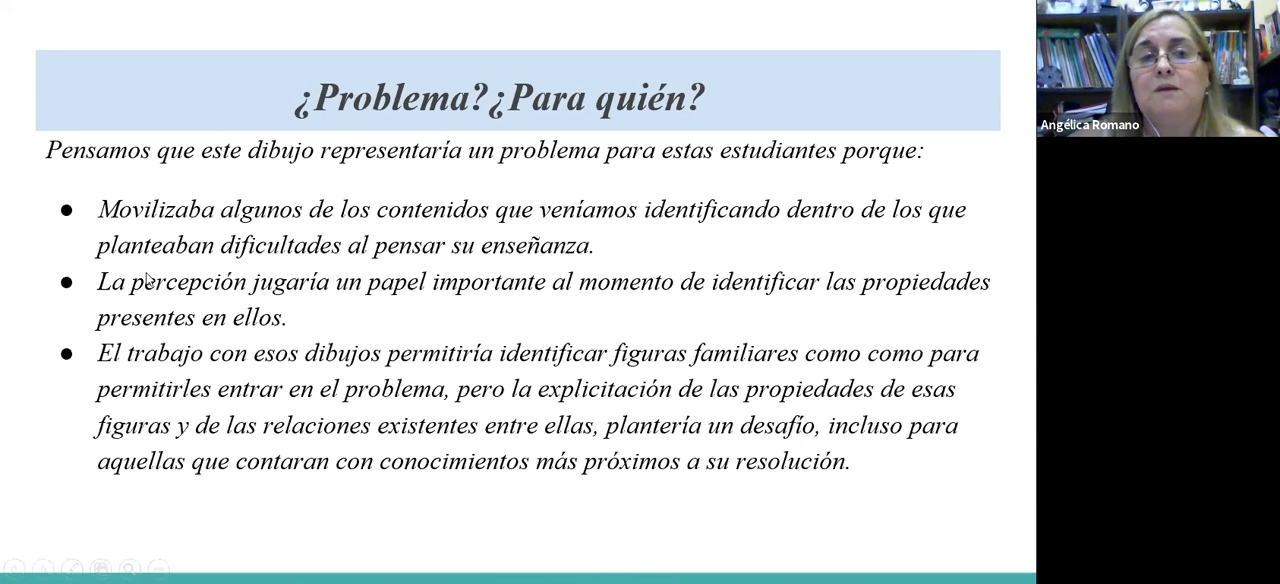 ¿Problema?¿Para quién?
Pensamos que este dibujo representaría un problema para estas estudiantes porque:
● Movilizaba algunos de los contenidos que veníamos identificando dentro de los que
planteaban dificultades al pensar su enseñanza.
● La percepción jugaría un papel importante al momento de identificar las propiedades
presentes en ellos.
● El trabajo con esos dibujos permitiría identificar figuras familiares como como para
permitirles entrar en el problema, pero la explicitación de las propiedades de esas
figuras y de las relaciones existentes entre ellas, plantería un desafío, incluso para
aquellas que contaran con conocimientos más próximos a su resolución.
Angélica Romano